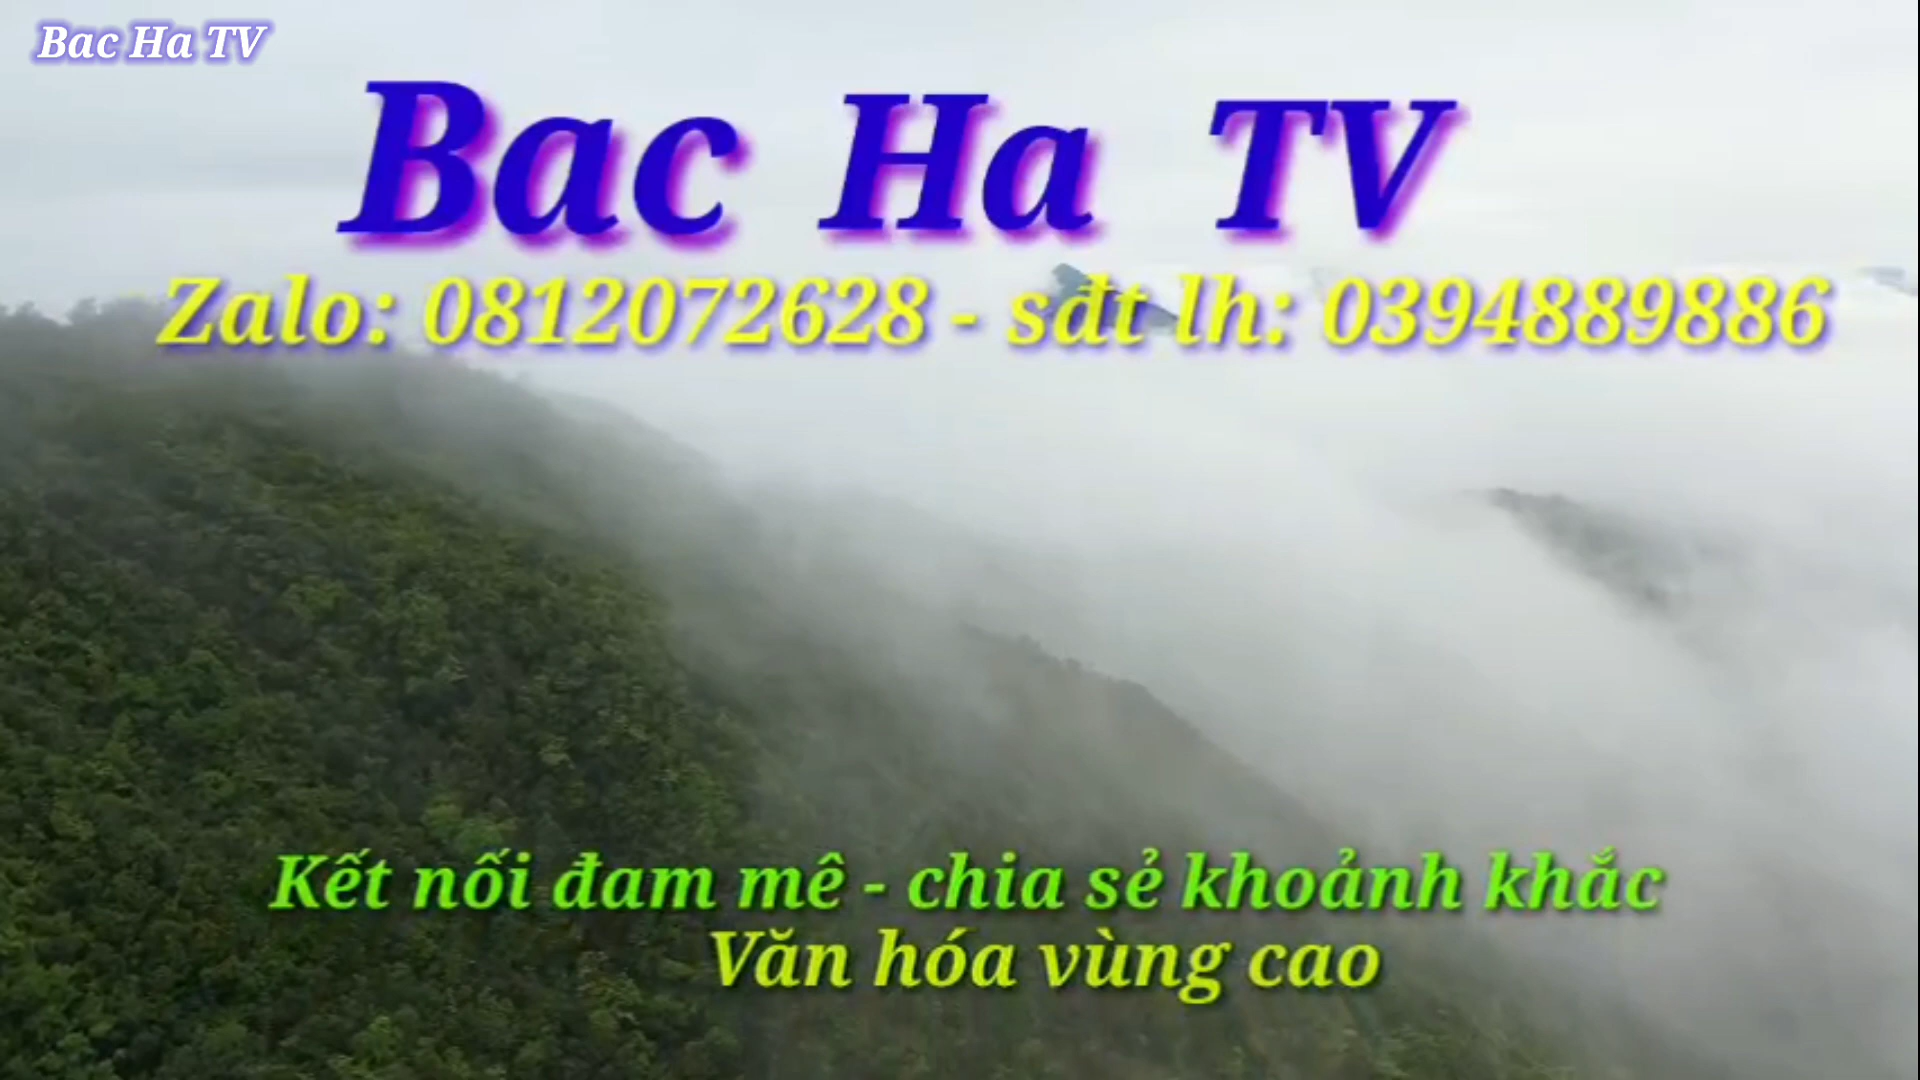 Bac Ha TV
Bac Ha TV
Zalo: 0812072628 - sđt lh: 0394889886
Kết nối đam mê - chia sẻ khoảnh khắc
Văn hóa vùng cao